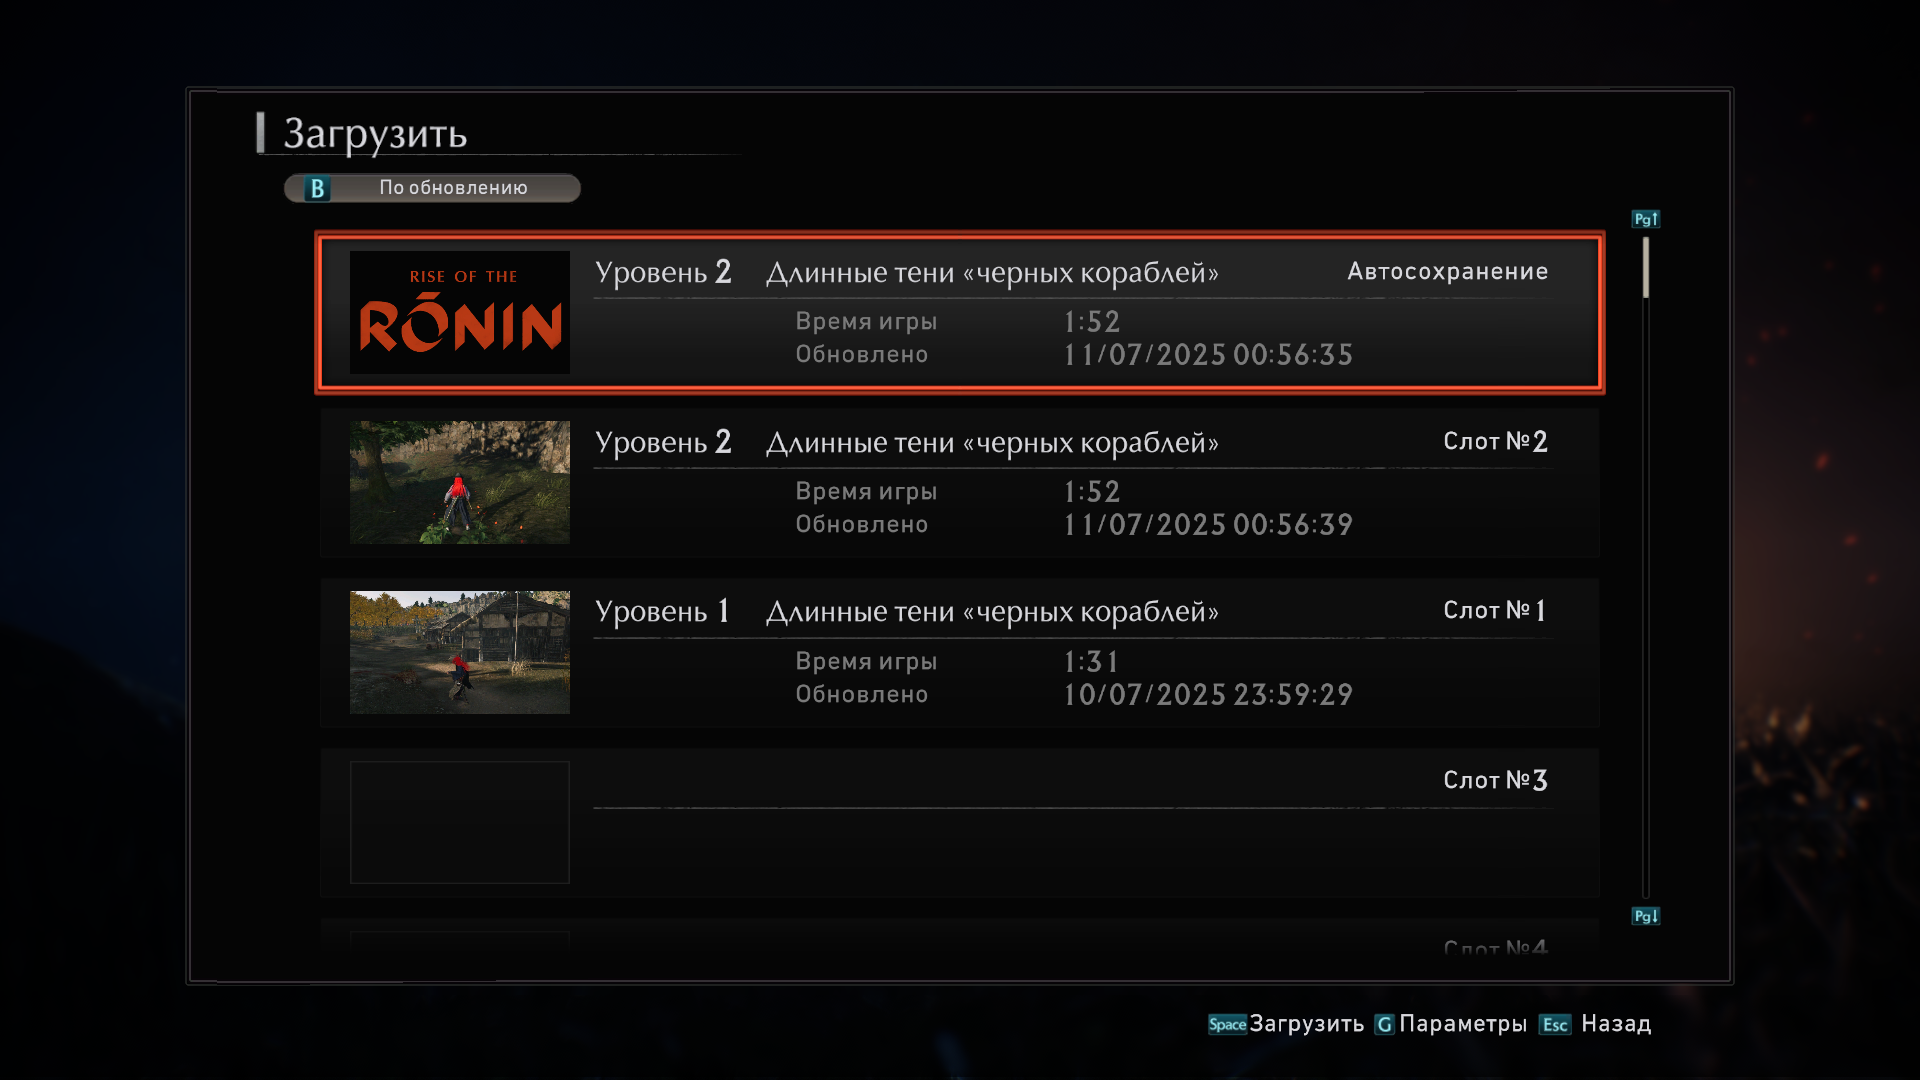 Загрузить
B По обновлению
Pg↑
RISE OF THE
RŌNIN
Уровень 2 Длинные тени «черных кораблей» Автосохранение
Время игры 1:52
Обновлено 11/07/2025 00:56:35
Уровень 2 Длинные тени «черных кораблей» Слот №2
Время игры 1:52
Обновлено 11/07/2025 00:56:39
Уровень 1 Длинные тени «черных кораблей» Слот №1
Время игры 1:31
Обновлено 10/07/2025 23:59:29
Слот №3
Pg↓
Слот №4
Space Загрузить G Параметры Esc Назад